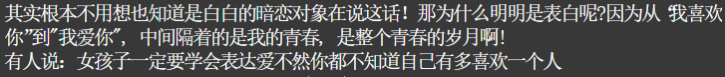 其实根本不用想也知道是白白的暗恋对象在说这话！那为什么明明是表白呢?因为从 "我喜欢
你”到"我爱你", 中间隔着的是我的青春, 是整个青春的岁月啊!
有人说：女孩子一定要学会表达爱不然你都不知道自己有多喜欢一个人